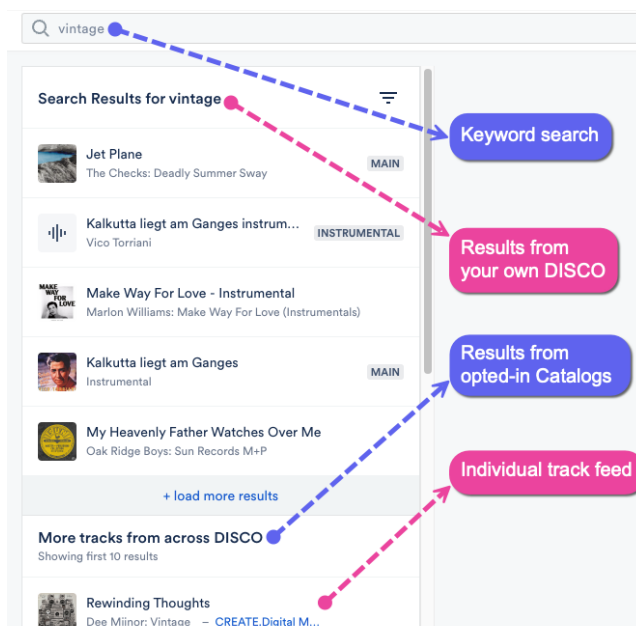 vintage
Search Results for vintage
Jet Plane
The Checks: Deadly Summer Sway
MAIN
Kalkutta liegt am Ganges instrum...
Vico Torriani
INSTRUMENTAL
MAKE
WAY
FOR
LOVE
Make Way For Love - Instrumental
Marlon Williams: Make Way For Love (Instrumentals)
Kalkutta liegt am Ganges
Instrumental
MAIN
My Heavenly Father Watches Over Me
Oak Ridge Boys: Sun Records M+P
+ load more results
More tracks from across DISCO
Showing first 10 results
Rewinding Thoughts
Dee Miinor: Vintage – CREATE.Digital M...
Keyword search
Results from
your own DISCO
Results from
opted-in Catalogs
Individual track feed